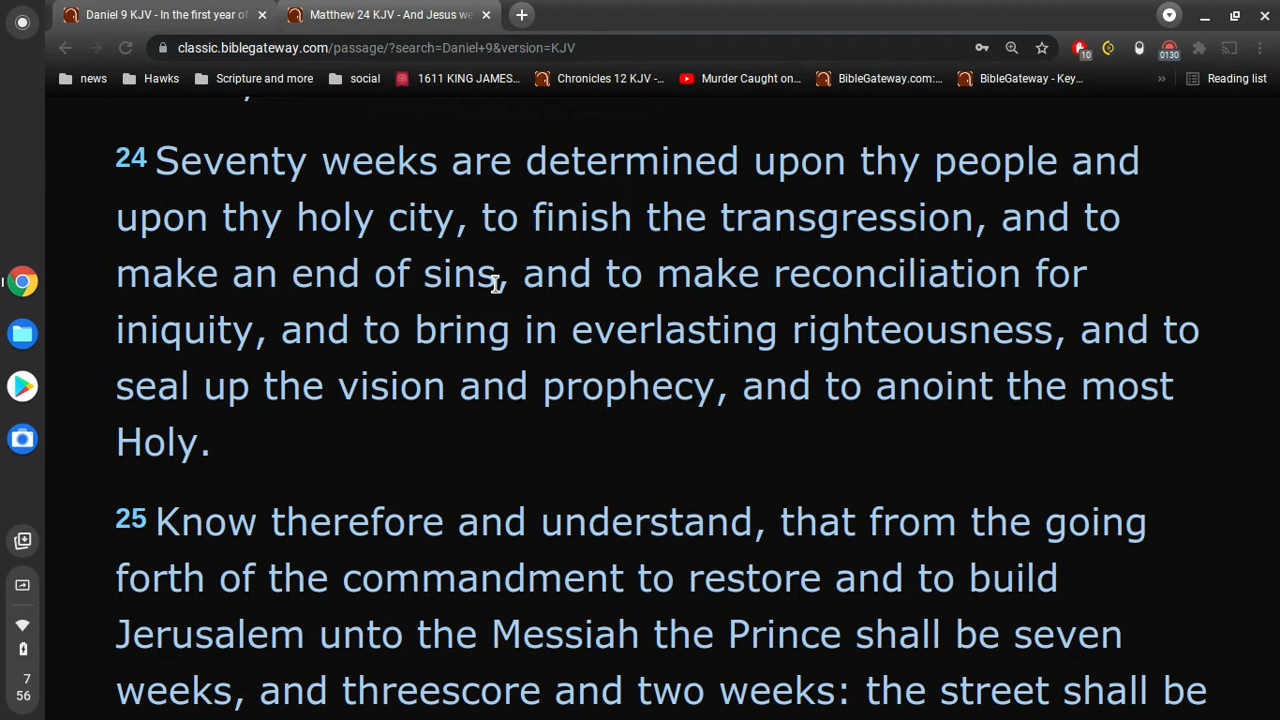 Daniel 9 KJV - In the first year of
Matthew 24 KJV - And Jesus we
classic.biblegateway.com/passage/?search=Daniel+9&version=KJV
10
0130
news
Hawks
Scripture and more
social
1611 KING JAMES...
Chronicles 12 KJV -...
Murder Caught on...
BibleGateway.com:...
BibleGateway - Key...
»
Reading list
24 Seventy weeks are determined upon thy people and
upon thy holy city, to finish the transgression, and to
make an end of sins, and to make reconciliation for
iniquity, and to bring in everlasting righteousness, and to
seal up the vision and prophecy, and to anoint the most
Holy.
25 Know therefore and understand, that from the going
forth of the commandment to restore and to build
Jerusalem unto the Messiah the Prince shall be seven
weeks, and threescore and two weeks: the street shall be
7
56